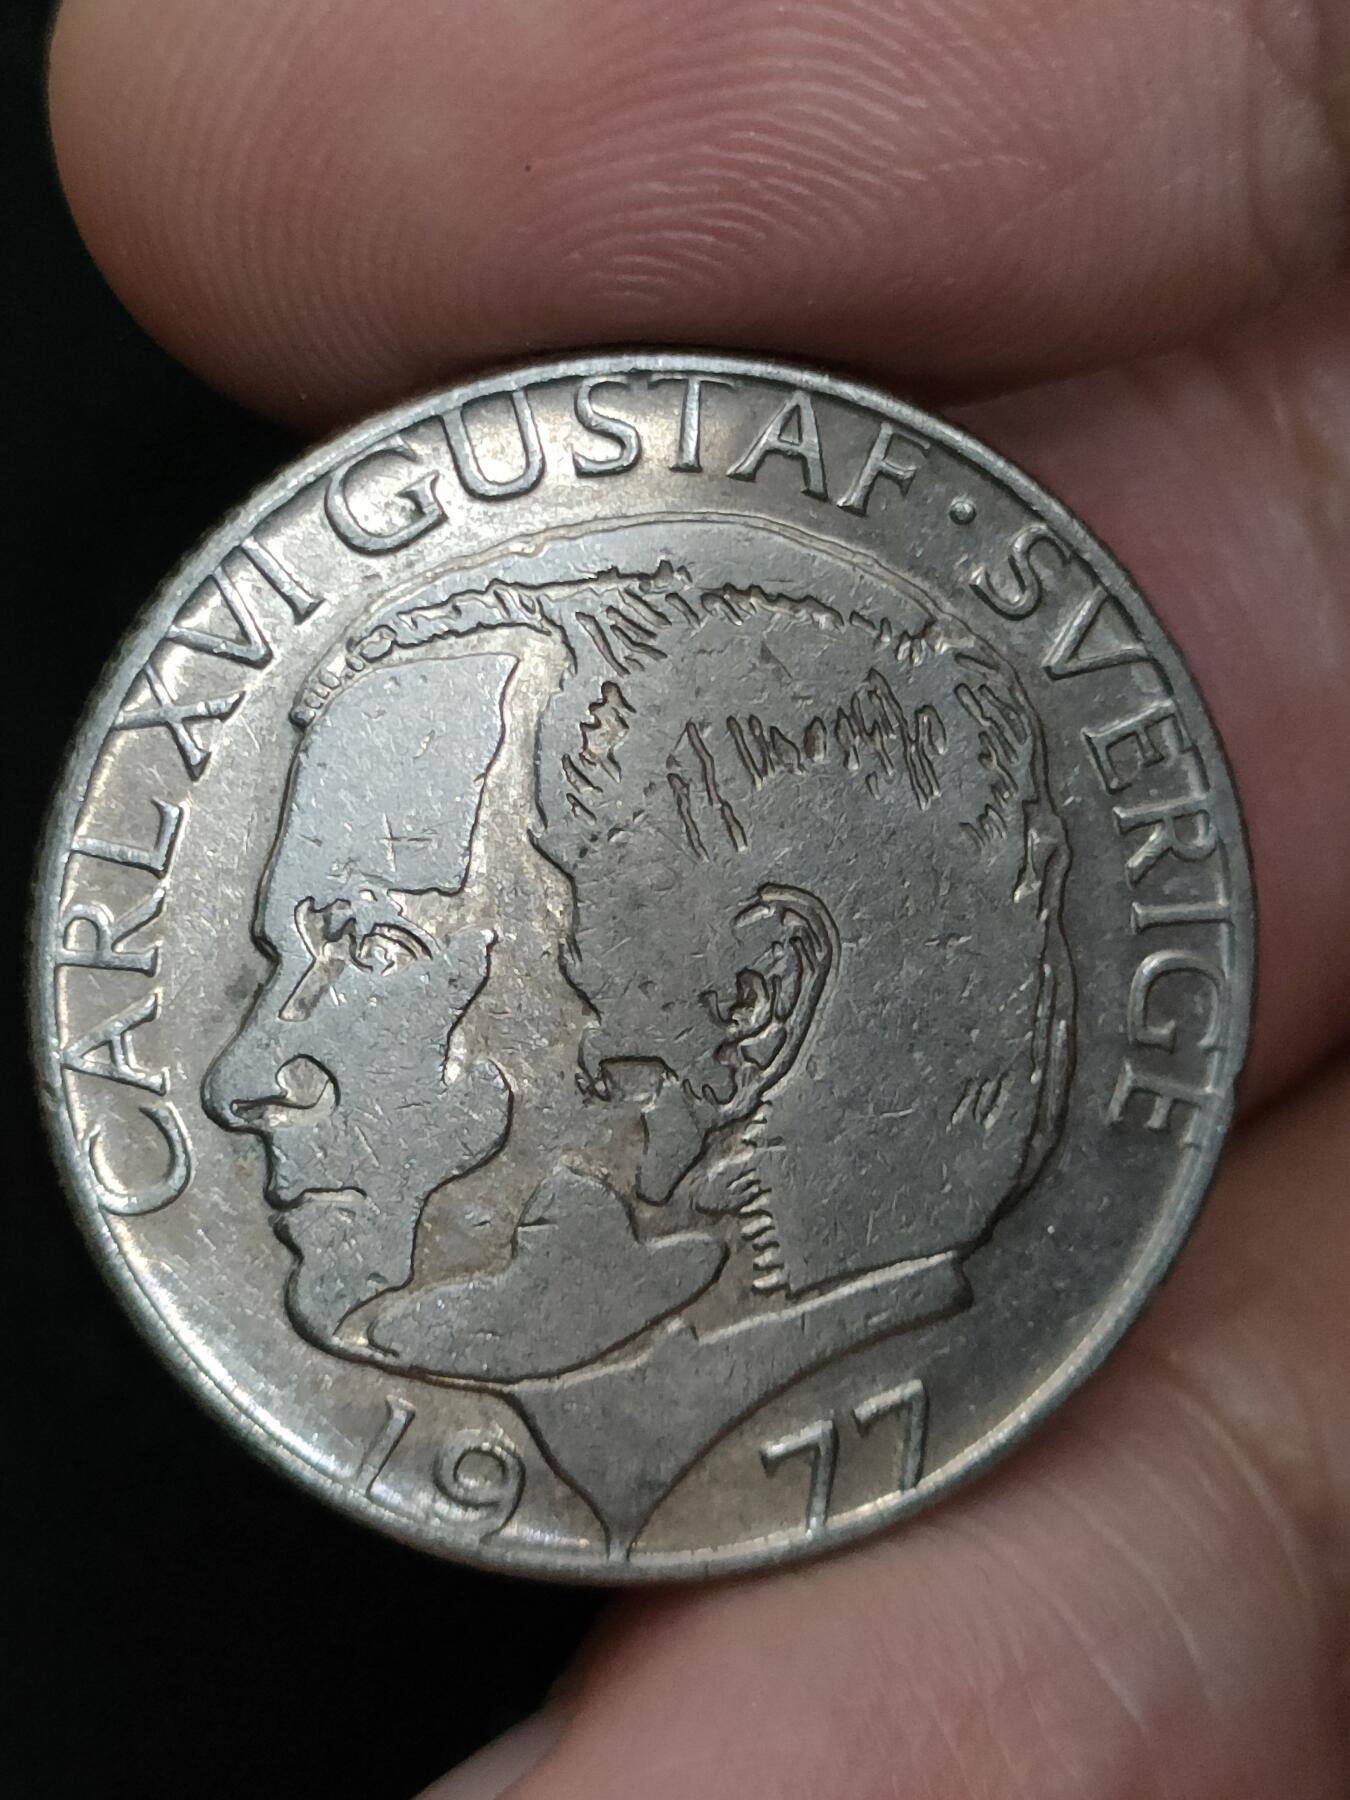 CARL XVI GUSTAF · SVERIGE
1977